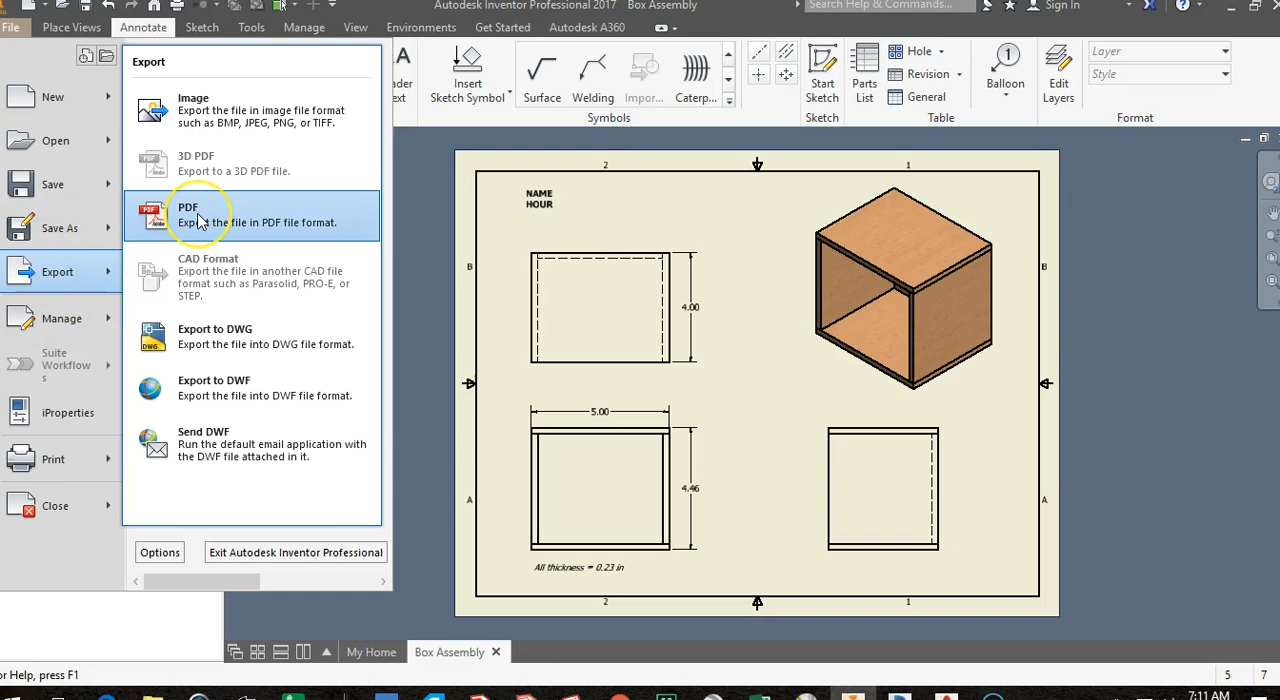 Autodesk Inventor Professional 2017 Box Assembly
Search Help & Commands...
Sign In
File
Place Views
Annotate
Sketch
Tools
Manage
View
Environments
Get Started
Autodesk A360
Export
Image
Export the file in image file format
such as BMP, JPEG, PNG, or TIFF.
3D PDF
Export to a 3D PDF file.
PDF
Export the file in PDF file format.
CAD Format
Export the file in another CAD file
format such as Parasolid, PRO-E, or
STEP.
Export to DWG
Export the file into DWG file format.
Export to DWF
Export the file into DWF file format.
Send DWF
Run the default email application with
the DWF file attached in it.
Options
Exit Autodesk Inventor Professional
New
Open
Save
Save As
Export
Manage
Suite
Workflow
s
iProperties
Print
Close
ader
ext
Insert
Sketch Symbol
Surface
Welding
Impor...
Caterp...
Symbols
Start
Sketch
Sketch
Parts
List
Hole
Revision
General
Table
Balloon
Edit
Layers
Layer
Style
Format
2
1
NAME
HOUR
B
B
4.00
5.00
4.46
A
A
All thickness = 0.23 in
2
1
My Home
Box Assembly
or Help, press F1
5
7
7:11 AM